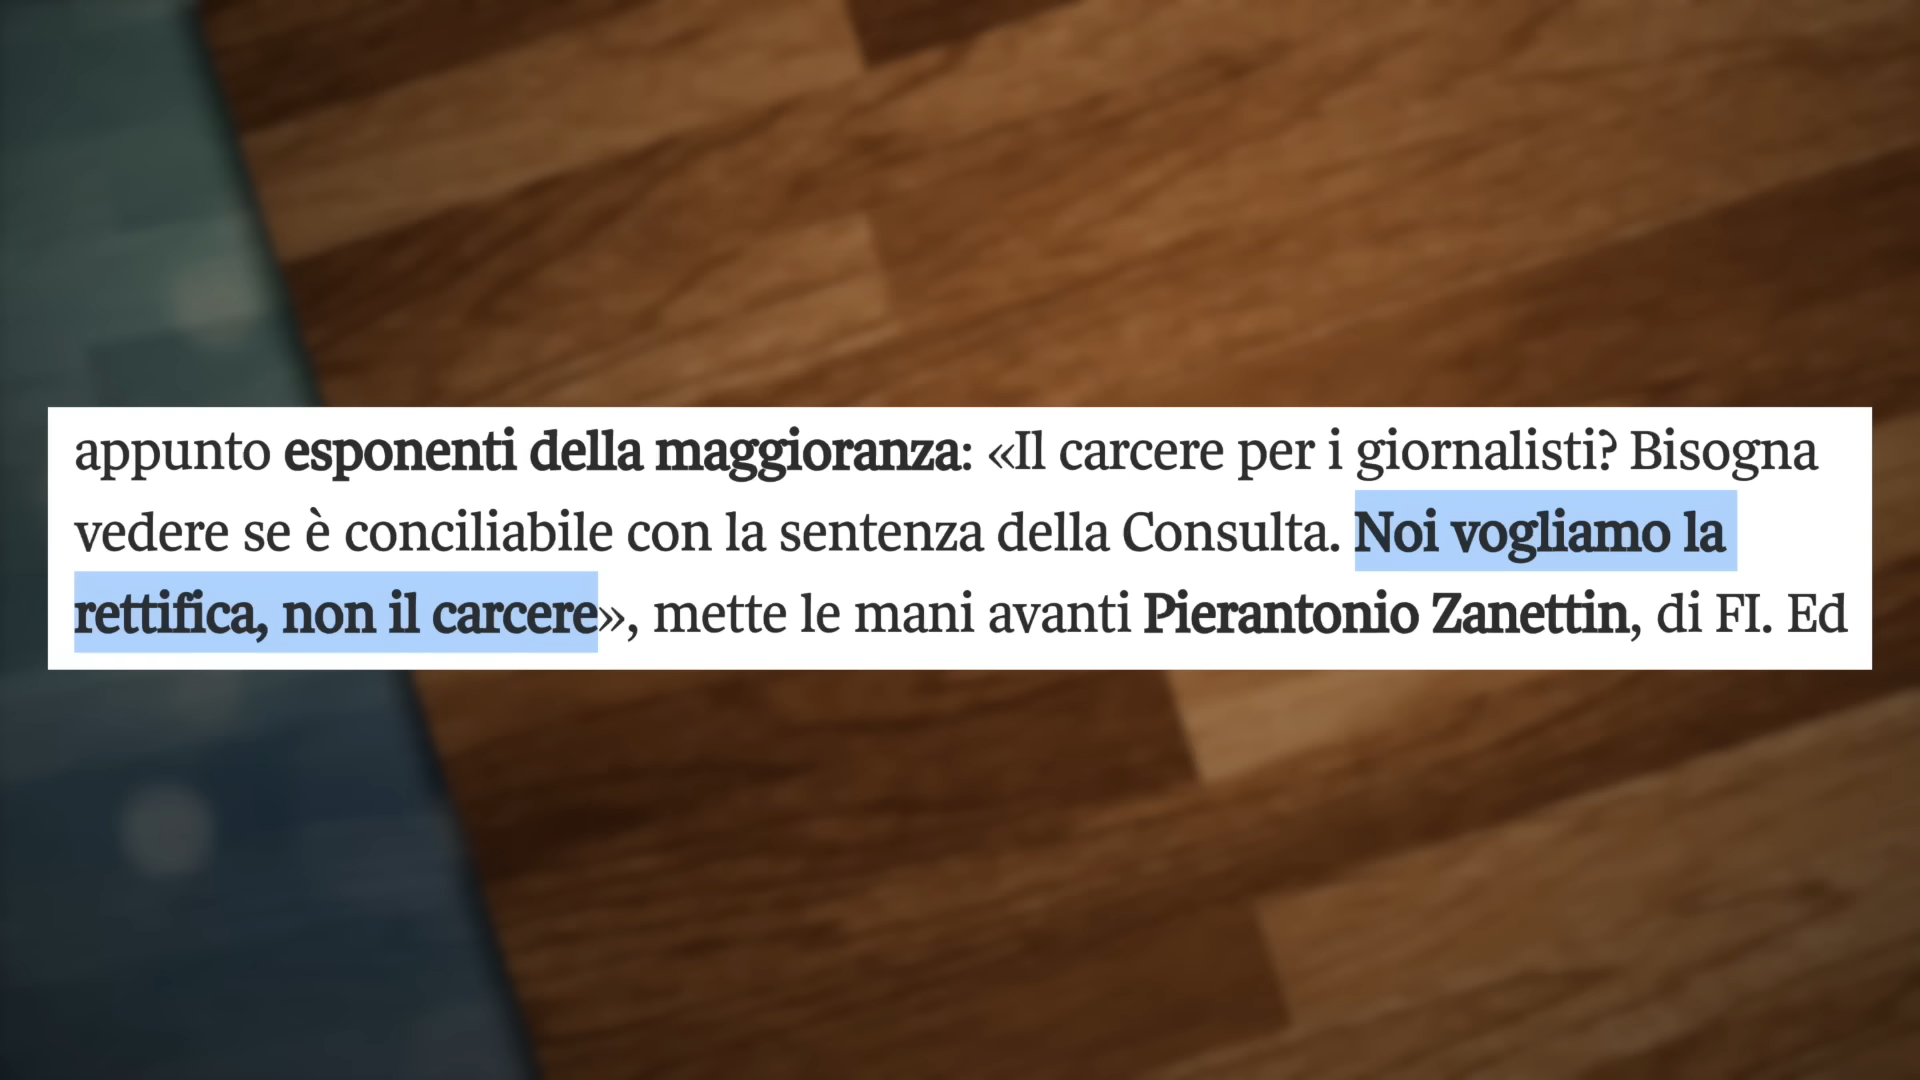 appunto esponenti della maggioranza: «Il carcere per i giornalisti? Bisogna
vedere se è conciliabile con la sentenza della Consulta. Noi vogliamo la
rettifica, non il carcere», mette le mani avanti Pierantonio Zanettin, di FI. Ed